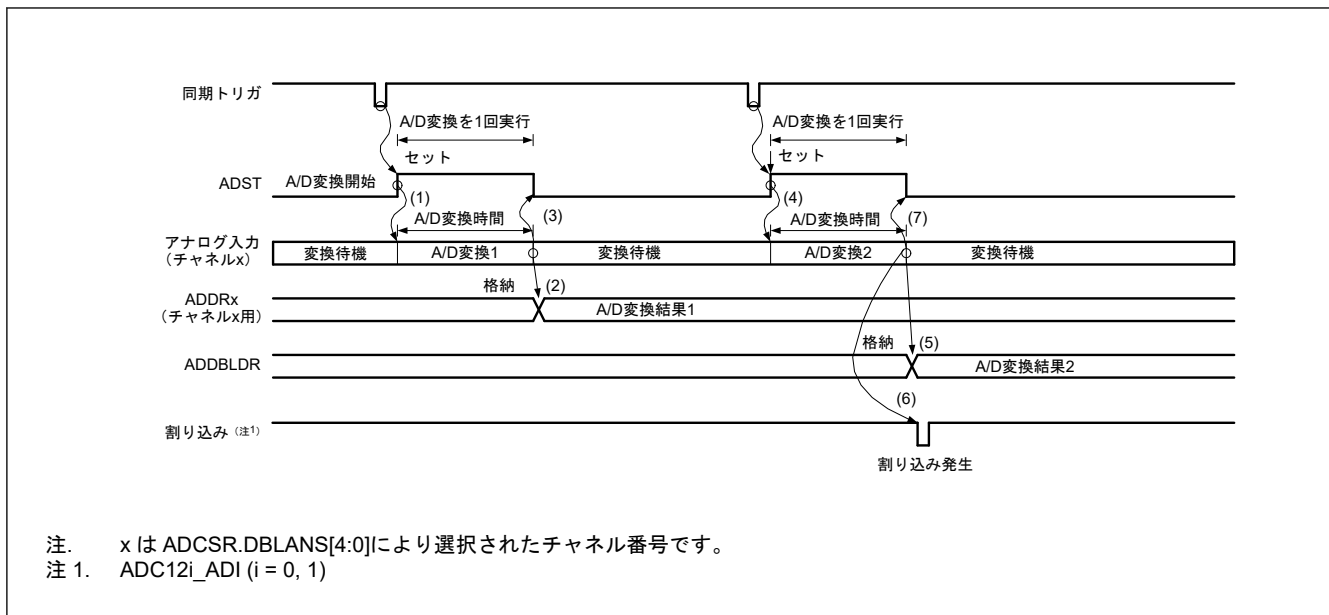 同期トリガ
A/D変換を1回実行
A/D変換を1回実行
セット
セット
ADST
A/D変換開始
(1)
(3)
(4)
(7)
A/D変換時間
A/D変換時間
アナログ入力
(チャネルx)
変換待機
A/D変換1
変換待機
A/D変換2
変換待機
格納
(2)
ADDRx
(チャネルx用)
A/D変換結果1
格納
(5)
ADDBLDR
A/D変換結果2
(6)
割り込み (注1)
割り込み発生
注. x は ADCSR.DBLANS[4:0]により選択されたチャネル番号です。
注 1. ADC12i_ADI (i = 0, 1)